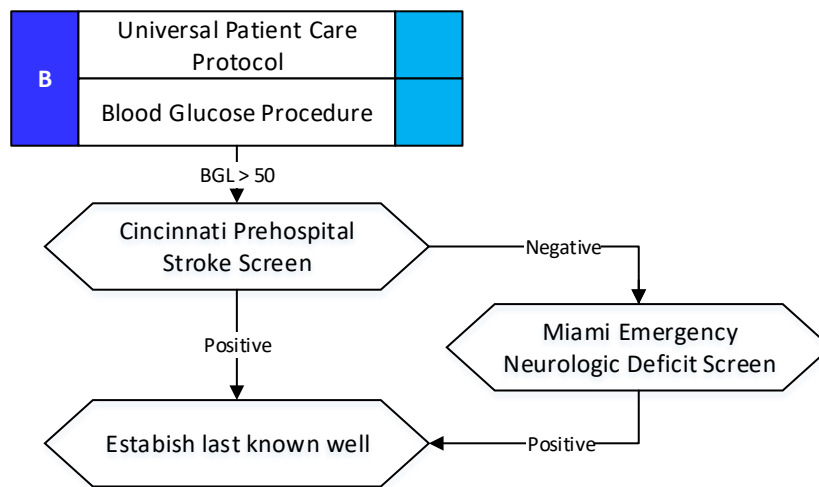 Universal Patient Care
Protocol
B
Blood Glucose Procedure
BGL > 50
Cincinnati Prehospital
Stroke Screen
Negative
Miami Emergency
Neurologic Deficit Screen
Positive
Estabish last known well
Positive